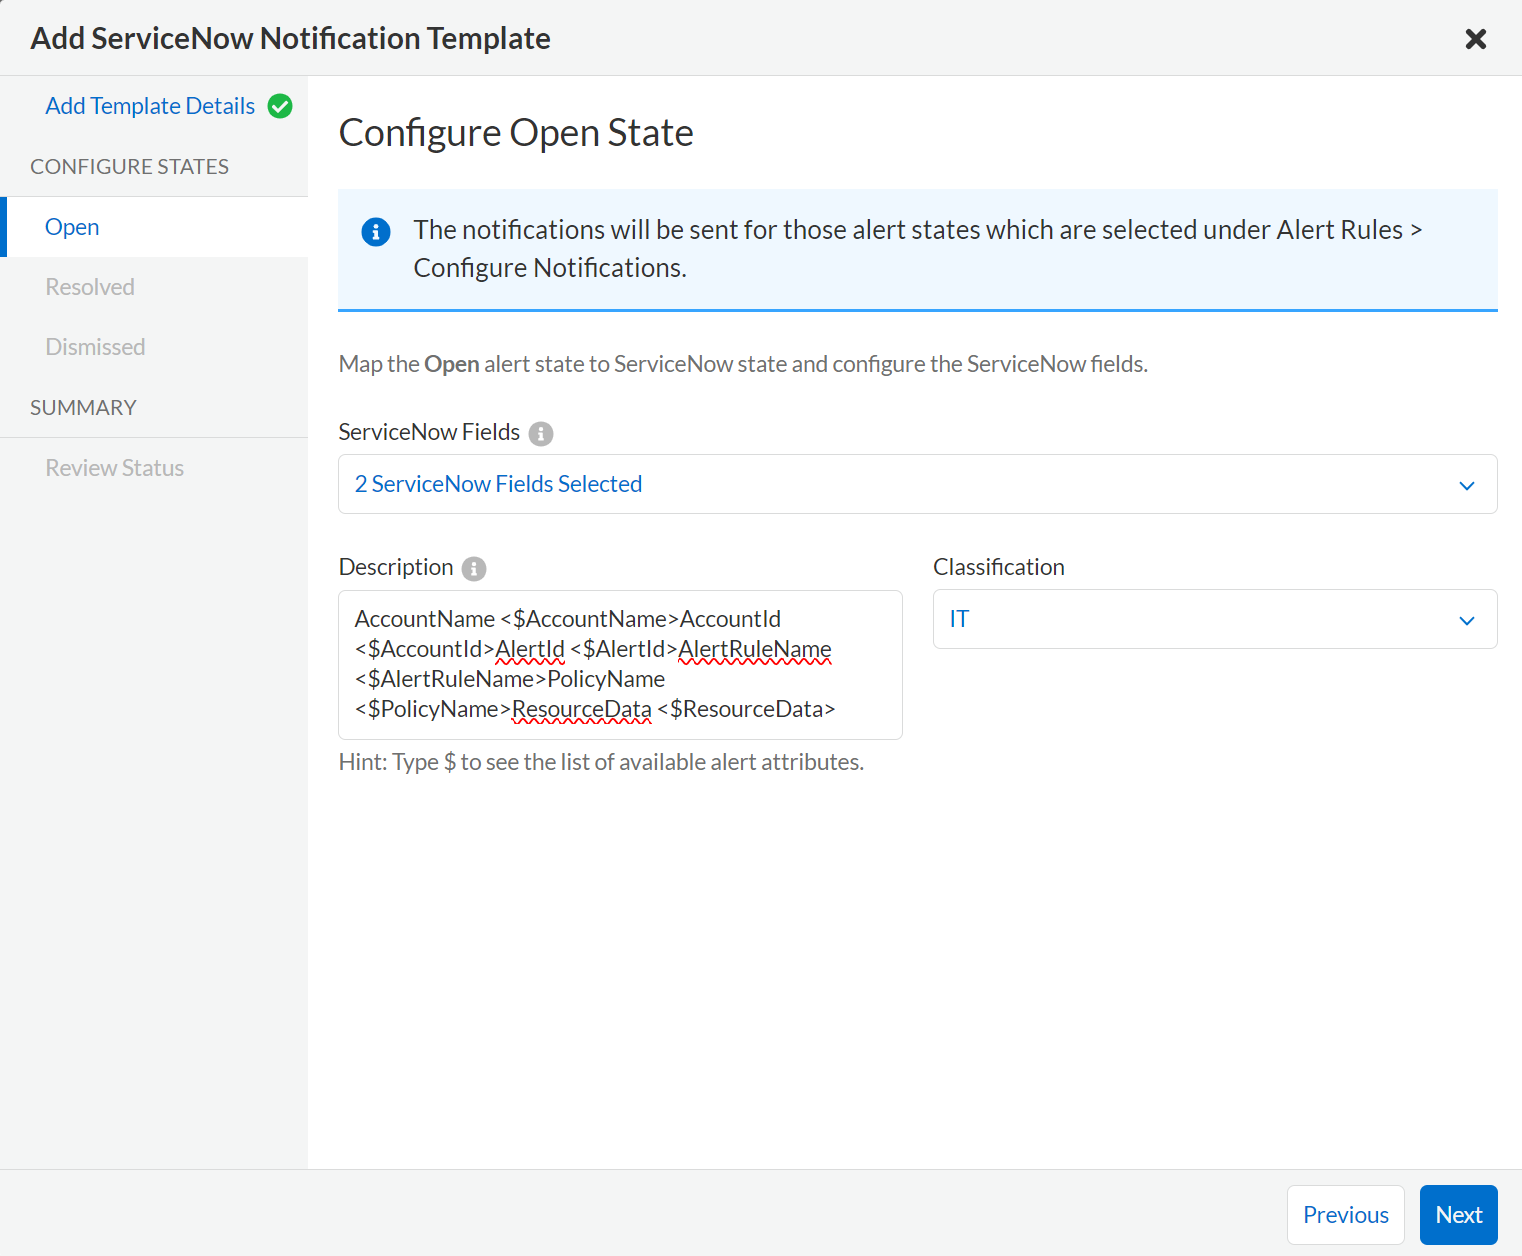 Add ServiceNow Notification Template
Add Template Details
CONFIGURE STATES
Open
Resolved
Dismissed
SUMMARY
Review Status
Configure Open State
The notifications will be sent for those alert states which are selected under Alert Rules >
Configure Notifications.
Map the Open alert state to ServiceNow state and configure the ServiceNow fields.
ServiceNow Fields
2 ServiceNow Fields Selected
Description
AccountName <$AccountName>AccountId
<$AccountId>AlertId <$AlertId>AlertRuleName
<$AlertRuleName>PolicyName
<$PolicyName>ResourceData <$ResourceData>
Hint: Type $ to see the list of available alert attributes.
Classification
IT
Previous
Next